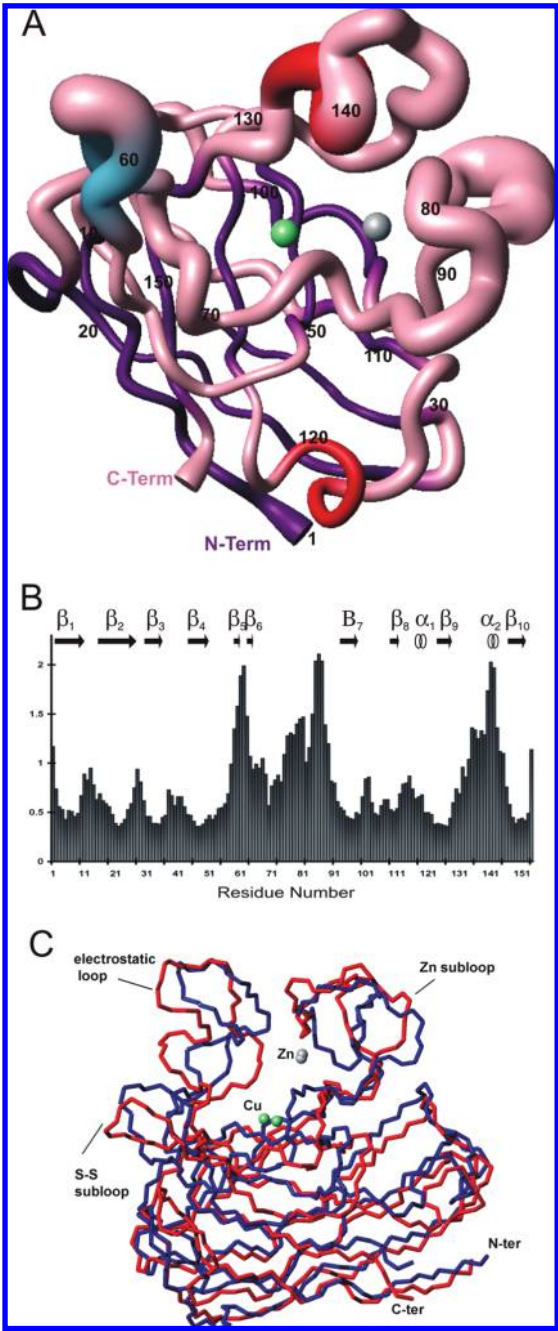 A
130
140
60
100
80
10
90
150
70
50
20
110
30
120
C-Term
N-Term
1
B
β1 β2 β3 β4 β5 β6 B7 β8 α1 β9 α2 β10
2
1.5
1
0.5
0
1 11 21 31 41 51 61 71 81 91 101 111 121 131 141 151
Residue Number
C
electrostatic
loop
Zn subloop
Zn
Cu
S-S
subloop
N-ter
C-ter